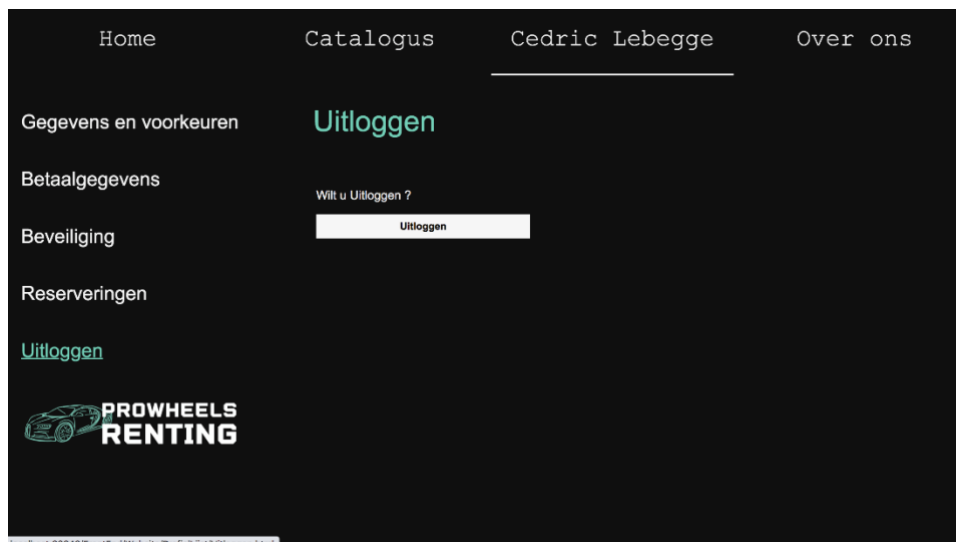 Home Catalogus Cedric Lebegge Over ons
Gegevens en voorkeuren
Betaalgegevens
Beveiliging
Reserveringen
Uitloggen
PROWHEELS
RENTING
Uitloggen
Wilt u Uitloggen ?
Uitloggen